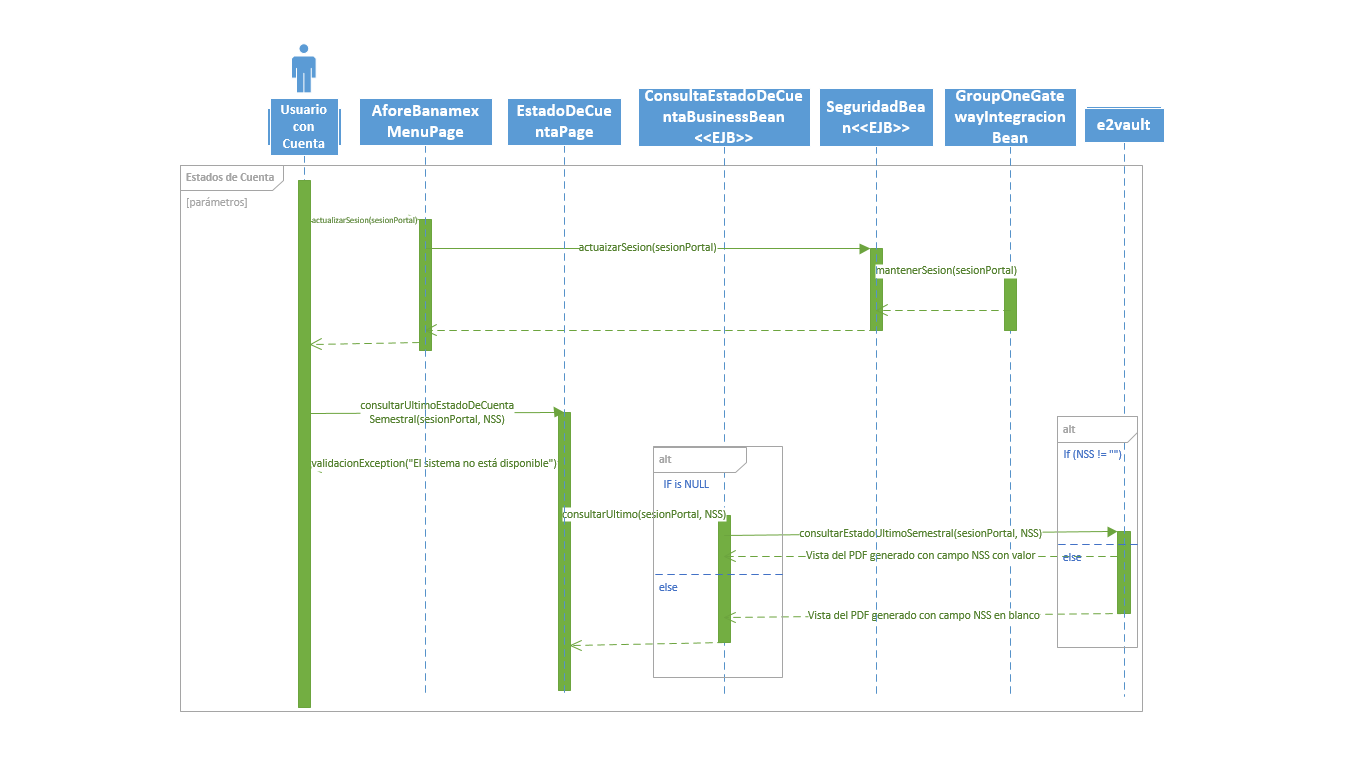 Usuario
con
Cuenta
AforeBanamex
MenuPage
EstadoDeCue
ntaPage
ConsultaEstadoDeCue
ntaBusinessBean
<<EJB>>
SeguridadBea
n<<EJB>>
GroupOneGate
wayIntegracion
Bean
e2vault
Estados de Cuenta
[parámetros]
actualizarSesion(sesionPortal)
actuaizarSesion(sesionPortal)
mantenerSesion(sesionPortal)
consultarUltimoEstadoDeCuenta
Semestral(sesionPortal, NSS)
alt
If (NSS != "")
validacionException("El sistema no está disponible")
alt
IF is NULL
consultarUltimo(sesionPortal, NSS)
consultarEstadoUltimoSemestral(sesionPortal, NSS)
Vista del PDF generado con campo NSS con valor
else
else
Vista del PDF generado con campo NSS en blanco